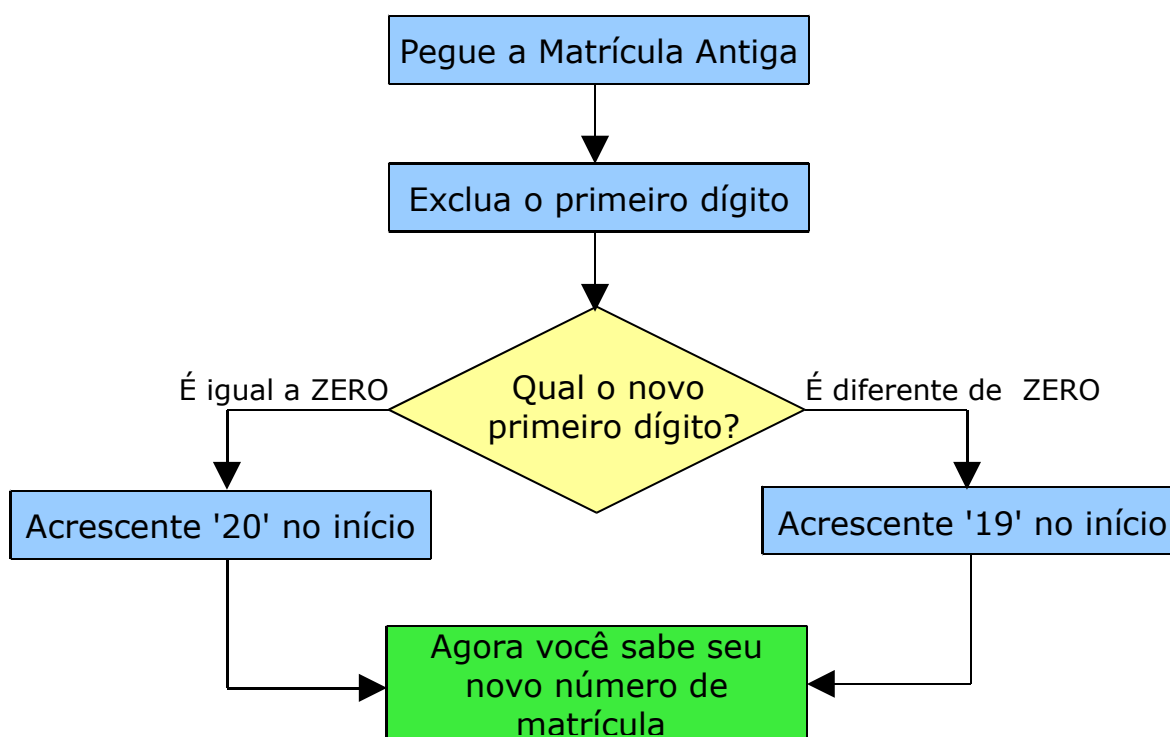 Pegue a Matrícula Antiga
Exclua o primeiro dígito
Qual o novo
primeiro dígito?
É igual a ZERO
É diferente de  ZERO
Acrescente '20' no início
Acrescente '19' no início
Agora você sabe seu
novo número de
matrícula